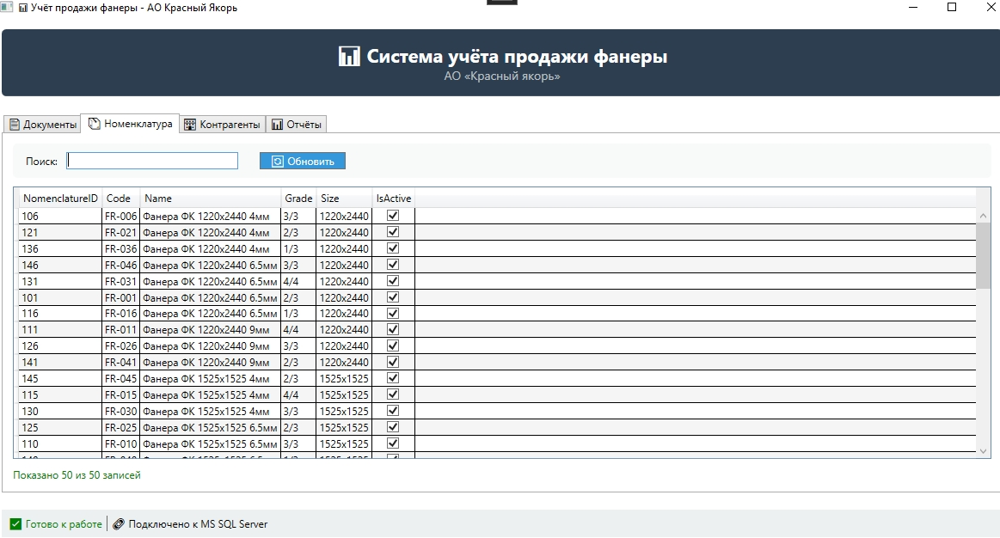 Учёт продажи фанеры - АО Красный Якорь
Система учёта продажи фанеры
АО «Красный якорь»
Документы Номенклатура Контрагенты Отчёты
Поиск: Обновить
NomenclatureID Code Name Grade Size IsActive
106 FR-006 Фанера ФК 1220x2440 4мм 3/3 1220x2440
121 FR-021 Фанера ФК 1220x2440 4мм 2/3 1220x2440
136 FR-036 Фанера ФК 1220x2440 4мм 1/3 1220x2440
146 FR-046 Фанера ФК 1220x2440 6.5мм 3/3 1220x2440
131 FR-031 Фанера ФК 1220x2440 6.5мм 4/4 1220x2440
101 FR-001 Фанера ФК 1220x2440 6.5мм 2/3 1220x2440
116 FR-016 Фанера ФК 1220x2440 6.5мм 1/3 1220x2440
111 FR-011 Фанера ФК 1220x2440 9мм 4/4 1220x2440
126 FR-026 Фанера ФК 1220x2440 9мм 3/3 1220x2440
141 FR-041 Фанера ФК 1220x2440 9мм 2/3 1220x2440
145 FR-045 Фанера ФК 1525x1525 4мм 2/3 1525x1525
115 FR-015 Фанера ФК 1525x1525 4мм 4/4 1525x1525
130 FR-030 Фанера ФК 1525x1525 4мм 3/3 1525x1525
125 FR-025 Фанера ФК 1525x1525 6.5мм 2/3 1525x1525
110 FR-010 Фанера ФК 1525x1525 6.5мм 3/3 1525x1525
Показано 50 из 50 записей
Готово к работе Подключено к MS SQL Server